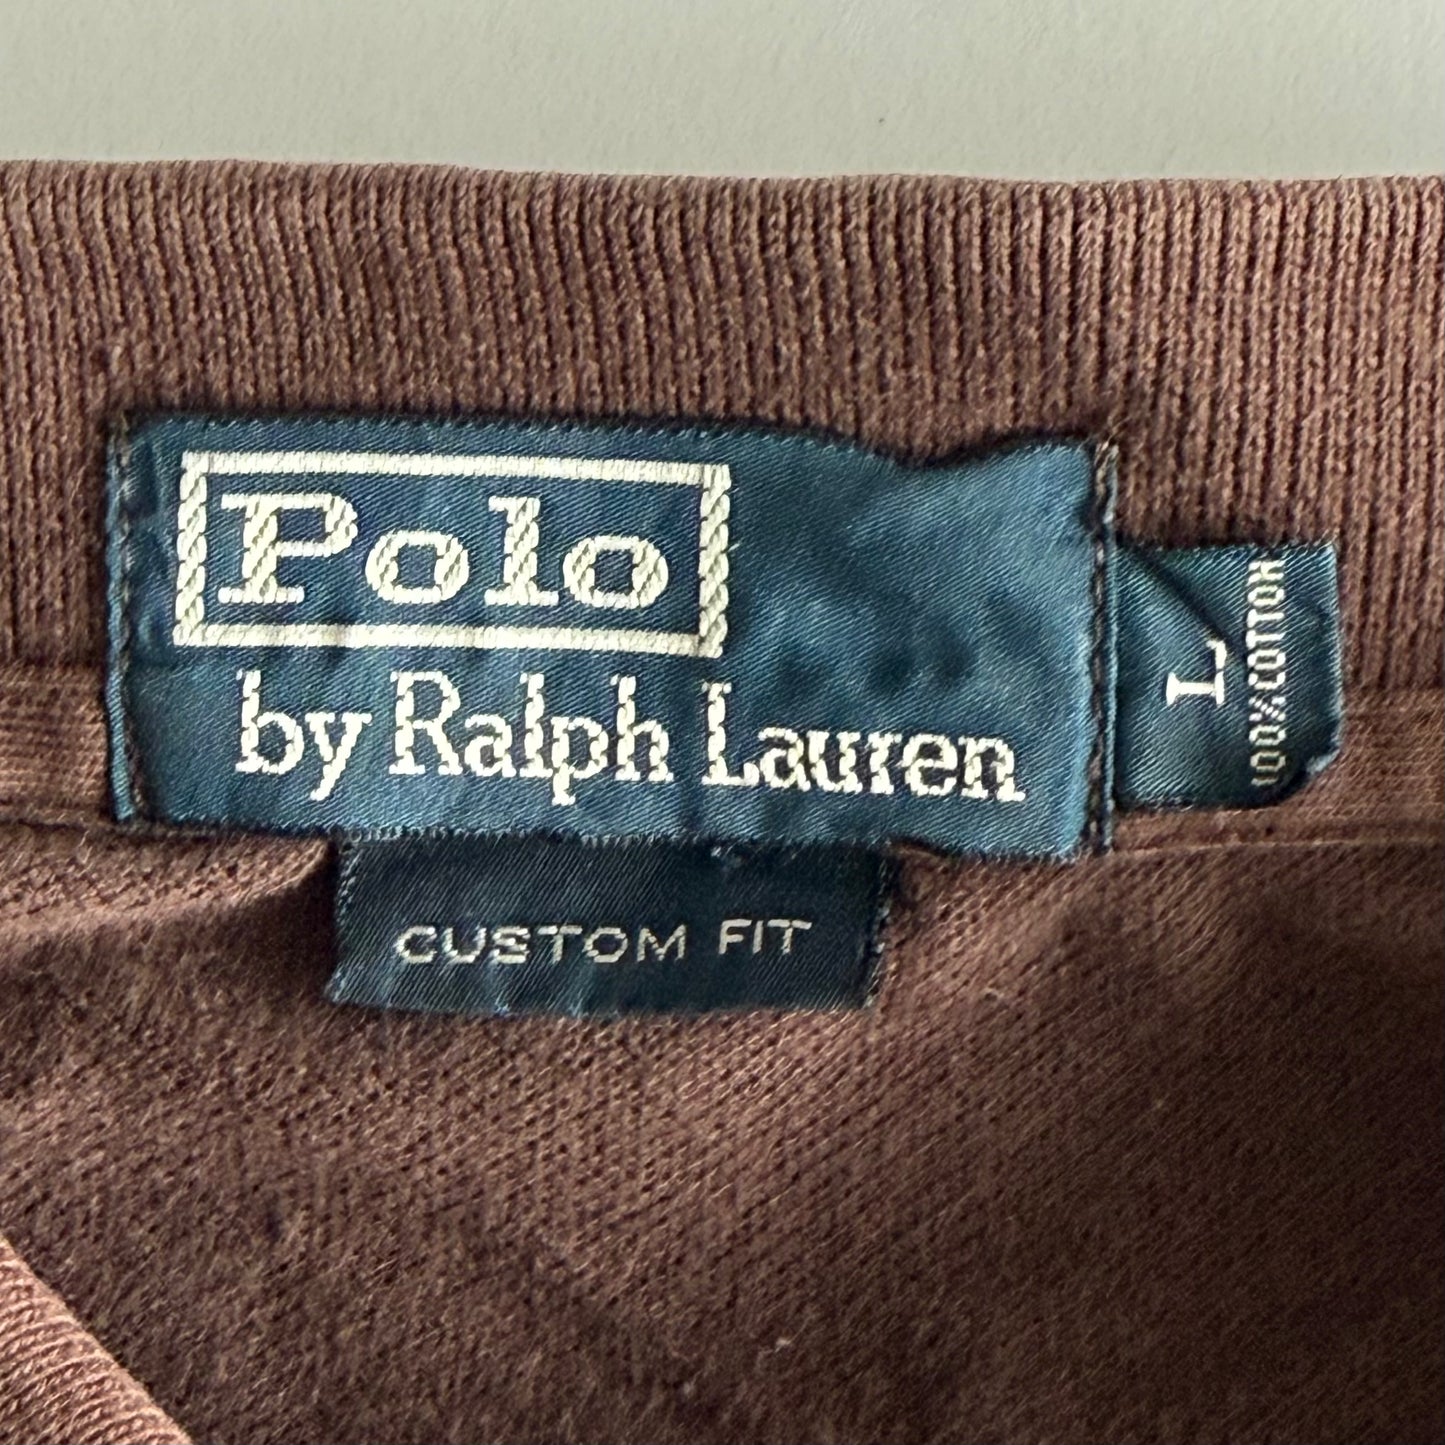 Polo
by Ralph Lauren
L
100% COTTON
CUSTOM FIT